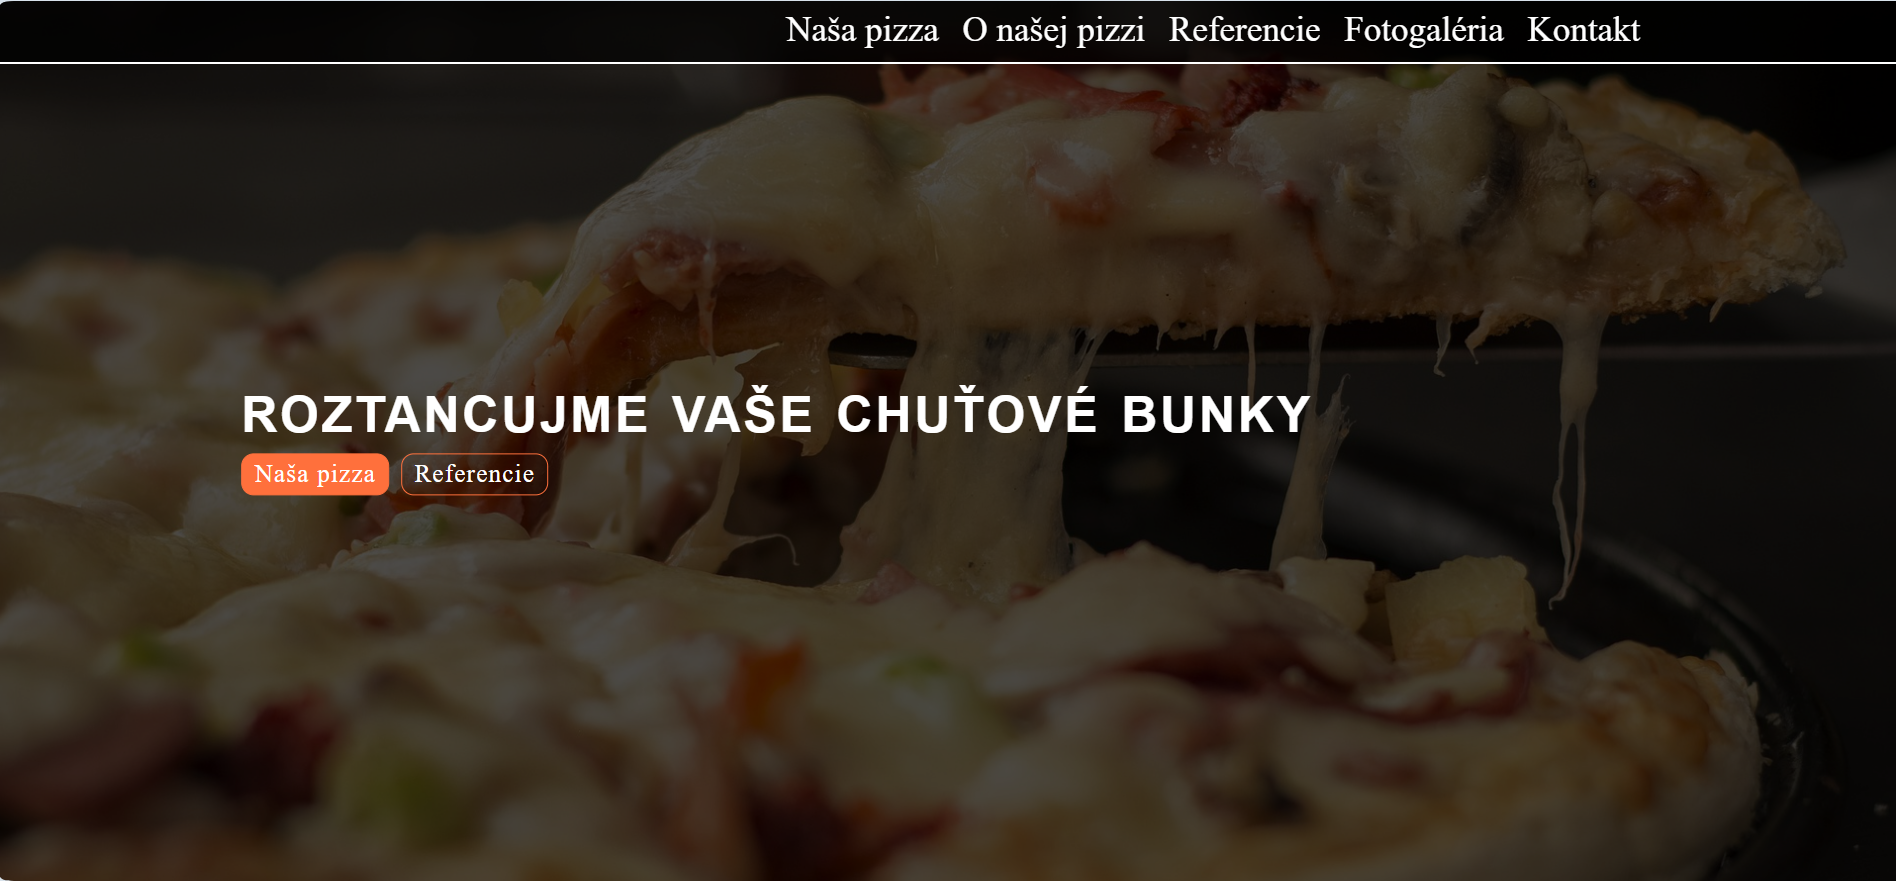 Naša pizza O našej pizzi Referencie Fotogaléria Kontakt
ROZTANCUJME VAŠE CHUŤOVÉ BUNKY
Naša pizza Referencie